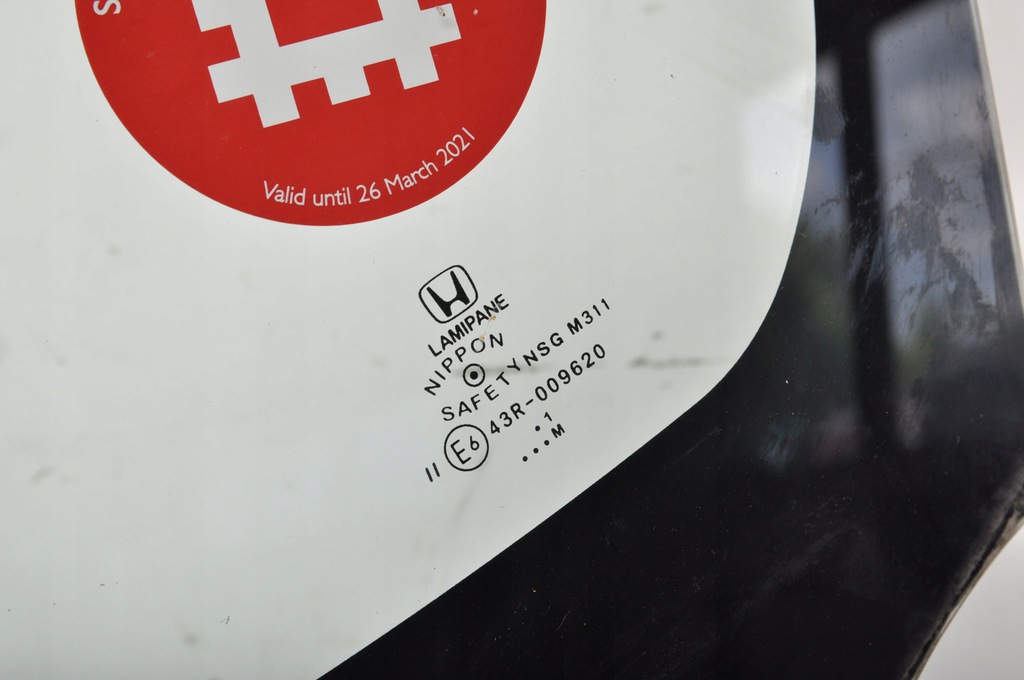 S
Valid until 26 March 2021
LAMIPANE
NIPPON
SAFETY NSG M311
II E6 43R-009620
.1
...M